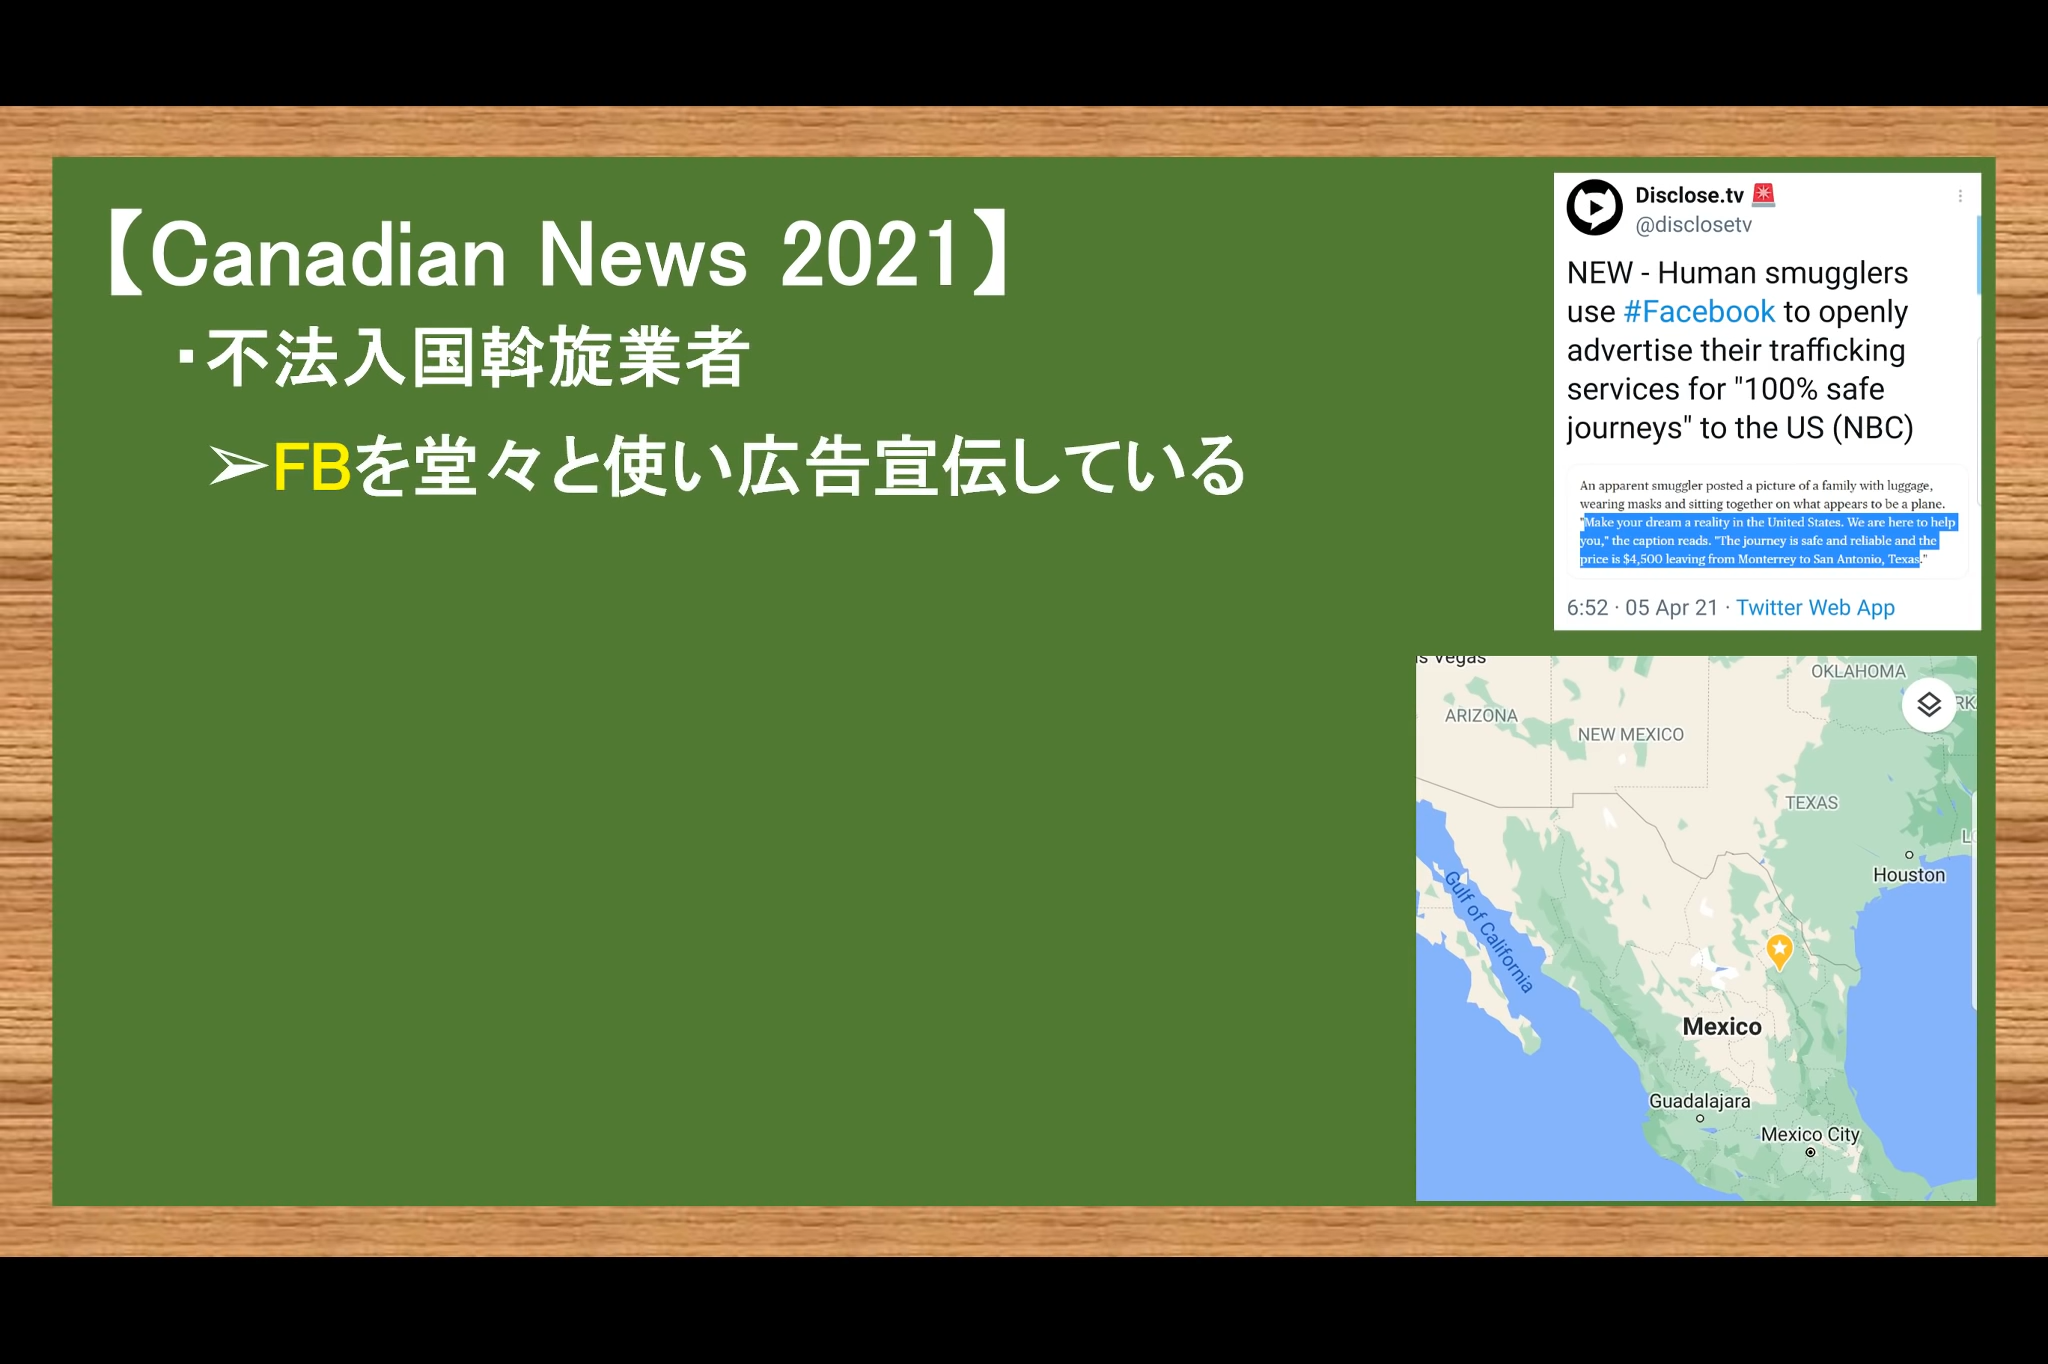 【Canadian News 2021】
・不法入国斡旋業者
➢FBを堂々と使い広告宣伝している
Disclose.tv 🚨
@disclosetv
NEW - Human smugglers
use #Facebook to openly
advertise their trafficking
services for "100% safe
journeys" to the US (NBC)
An apparent smuggler posted a picture of a family with luggage,
wearing masks and sitting together on what appears to be a plane.
"Make your dream a reality in the United States. We are here to help
you," the caption reads. "The journey is safe and reliable and the
price is $4,500 leaving from Monterrey to San Antonio, Texas."
6:52 · 05 Apr 21 · Twitter Web App
s Vegas
OKLAHOMA
ARIZONA
NEW MEXICO
TEXAS
Houston
Gulf of California
Mexico
Guadalajara
Mexico City